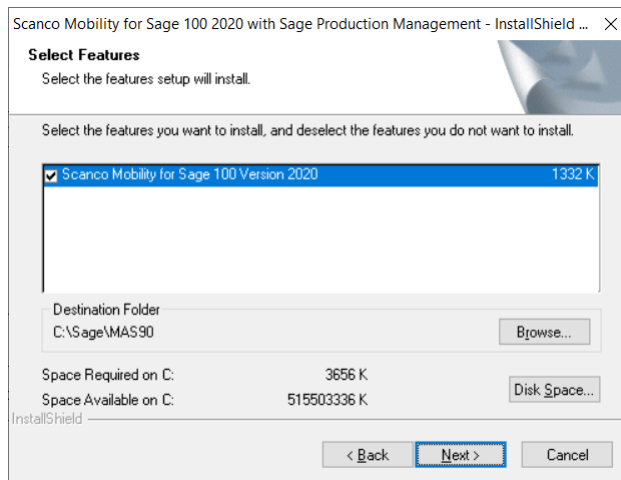 Scanco Mobility for Sage 100 2020 with Sage Production Management - InstallShield ...
Select Features
Select the features setup will install.
Select the features you want to install, and deselect the features you do not want to install.
Scanco Mobility for Sage 100 Version 2020 1332 K
Destination Folder
C:\Sage\MAS90
Browse...
Space Required on C: 3656 K
Space Available on C: 515503336 K
Disk Space...
InstallShield
< Back Next > Cancel